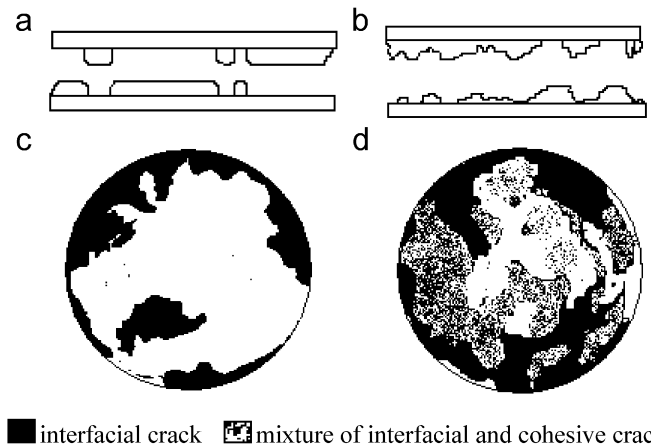 a
b
c
d
interfacial crack
mixture of interfacial and cohesive crac